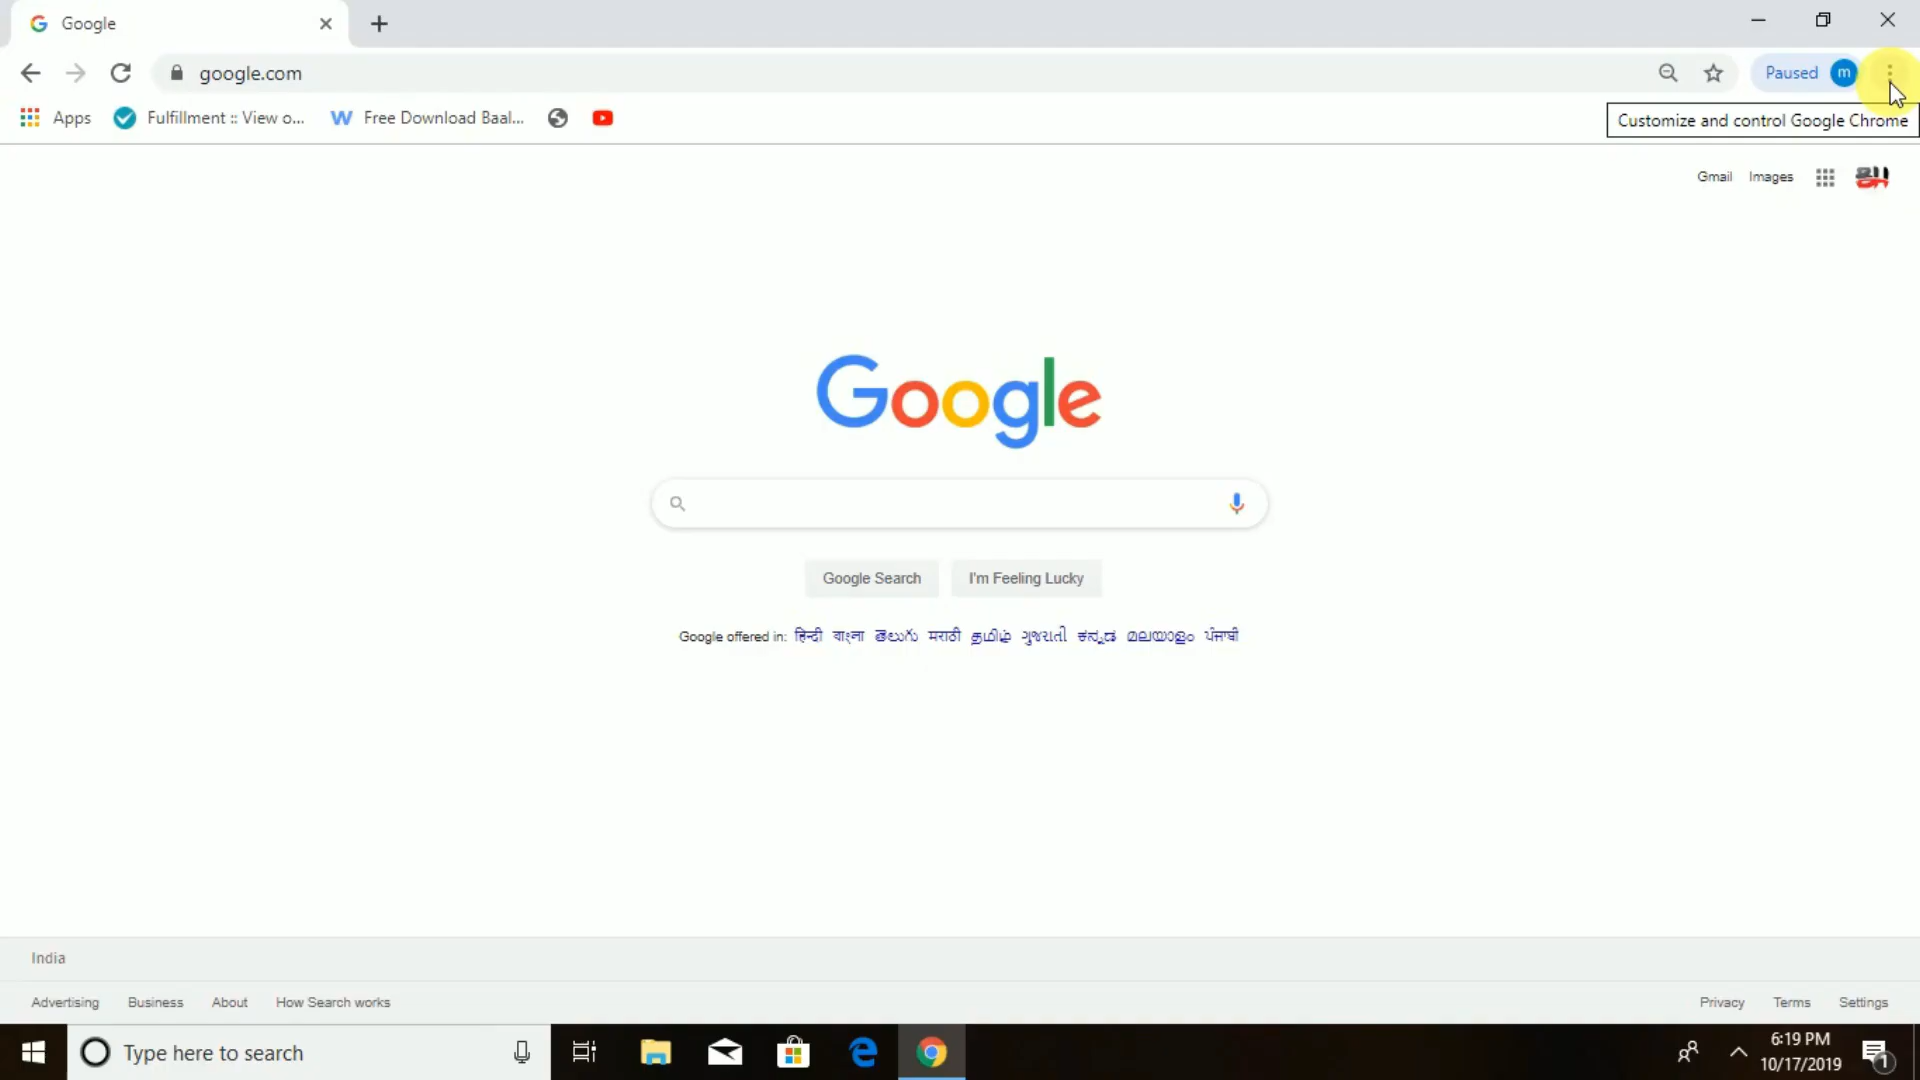 Google
google.com
Paused m
Apps Fulfillment :: View o... W Free Download Baal...
Customize and control Google Chrome
Gmail Images
Google
Google Search I'm Feeling Lucky
Google offered in: हिन्दी বাংলা తెలుగు मराठी தமிழ் ગુજરાતી ಕನ್ನಡ മലയാളം ਪੰਜਾਬੀ
India
Advertising Business About How Search works
Privacy Terms Settings
Type here to search
6:19 PM
10/17/2019
1